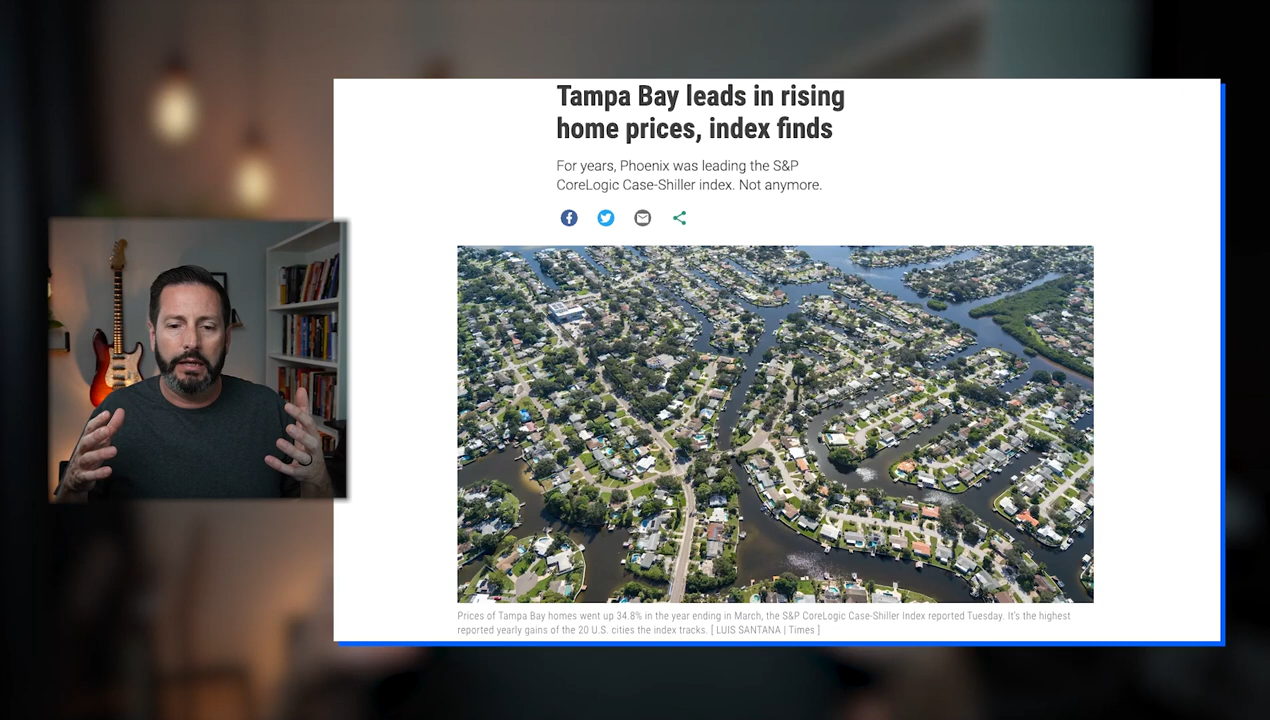 Tampa Bay leads in rising
home prices, index finds
For years, Phoenix was leading the S&P
CoreLogic Case-Shiller index. Not anymore.
Prices of Tampa Bay homes went up 34.8% in the year ending in March, the S&P CoreLogic Case-Shiller Index reported Tuesday. It's the highest
reported yearly gains of the 20 U.S. cities the index tracks. [ LUIS SANTANA | Times ]